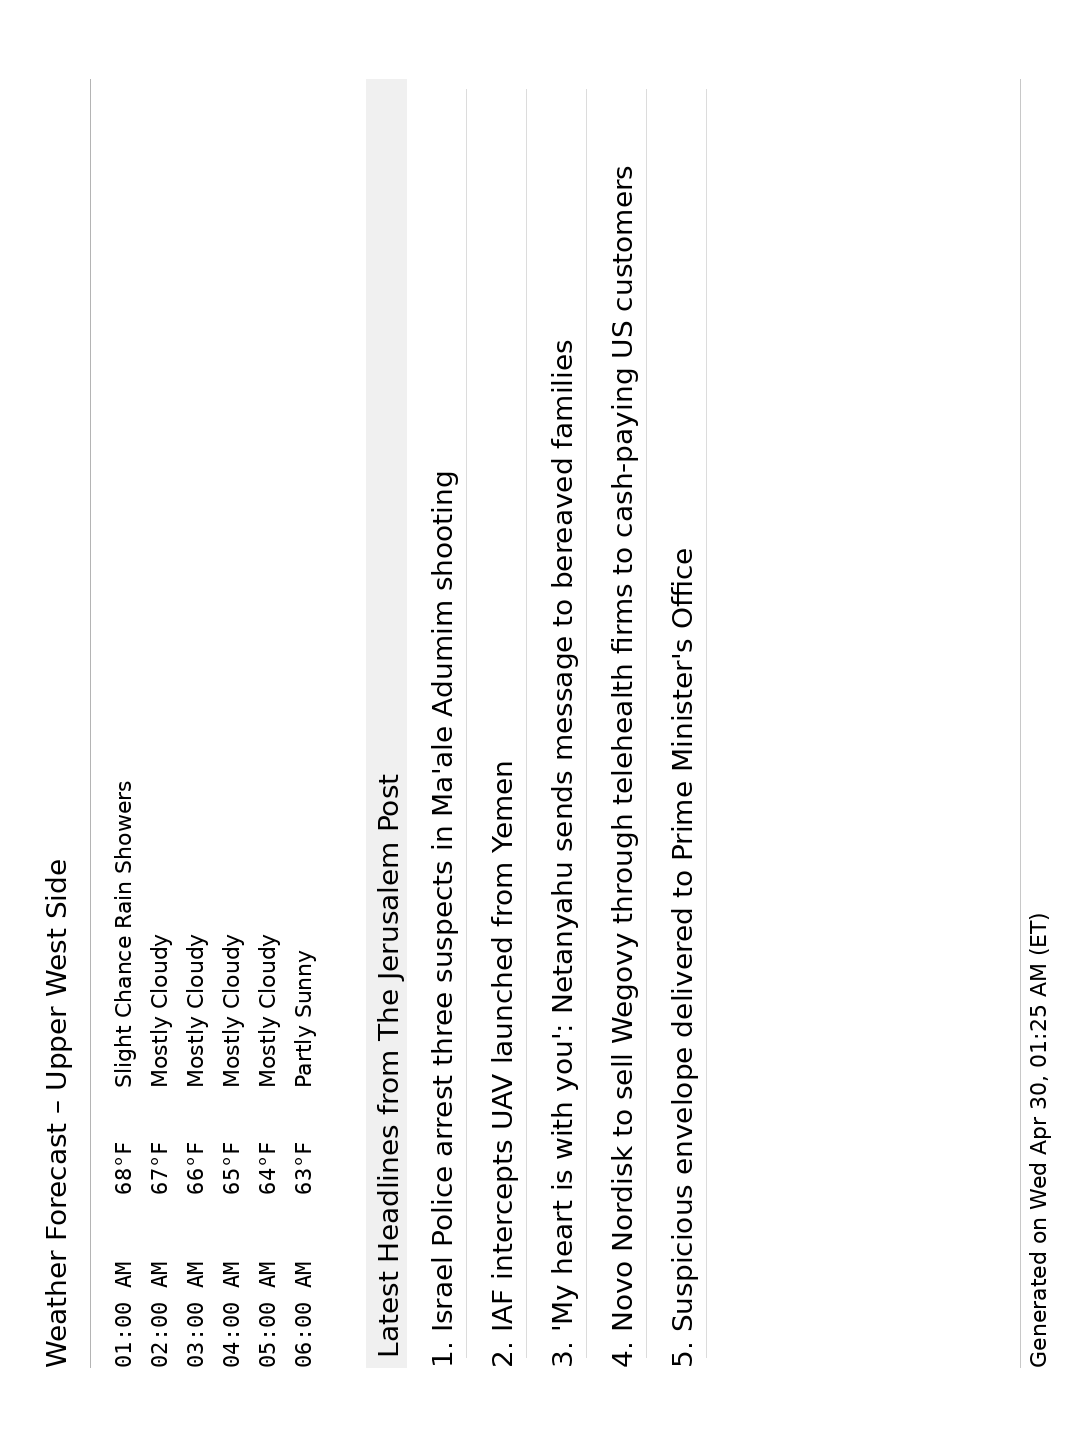 Weather Forecast – Upper West Side
01:00 AM 68°F Slight Chance Rain Showers
02:00 AM 67°F Mostly Cloudy
03:00 AM 66°F Mostly Cloudy
04:00 AM 65°F Mostly Cloudy
05:00 AM 64°F Mostly Cloudy
06:00 AM 63°F Partly Sunny
Latest Headlines from The Jerusalem Post
1. Israel Police arrest three suspects in Ma'ale Adumim shooting
2. IAF intercepts UAV launched from Yemen
3. 'My heart is with you': Netanyahu sends message to bereaved families
4. Novo Nordisk to sell Wegovy through telehealth firms to cash-paying US customers
5. Suspicious envelope delivered to Prime Minister's Office
Generated on Wed Apr 30, 01:25 AM (ET)